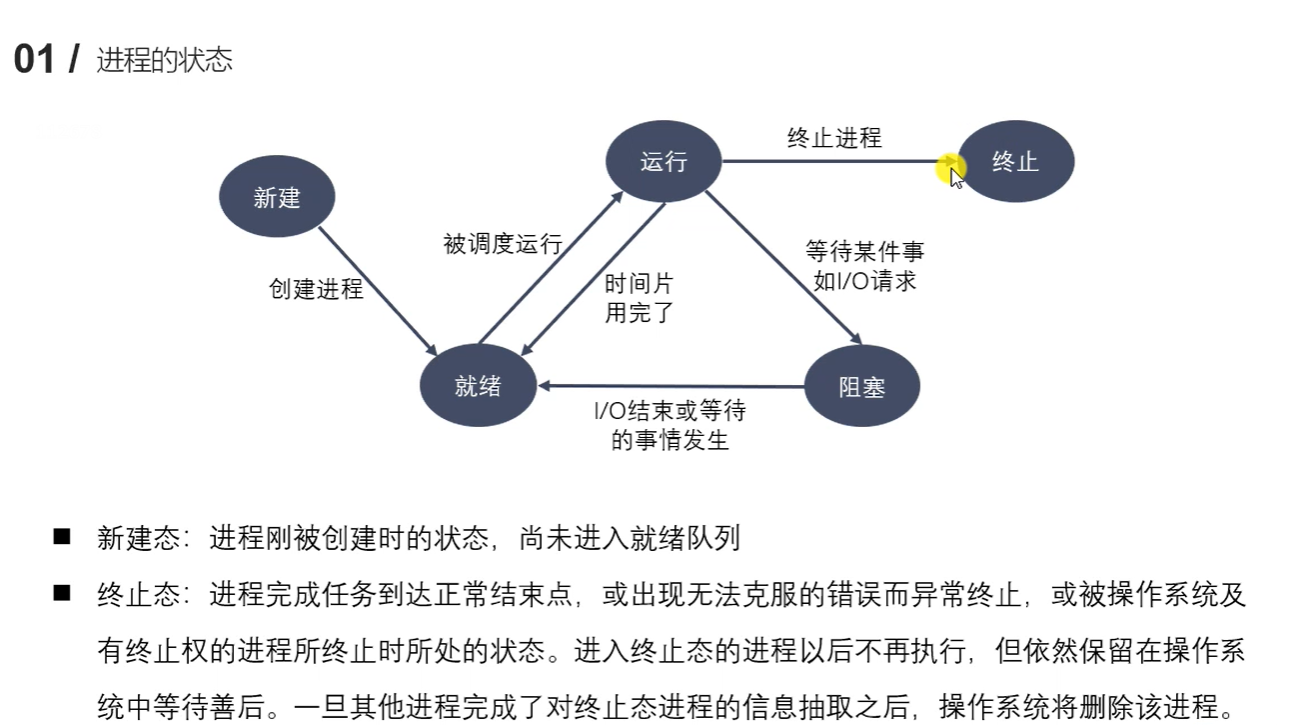 01 / 进程的状态
终止进程
运行
终止
新建
被调度运行
等待某件事
如I/O请求
创建进程
时间片
用完了
就绪
阻塞
I/O结束或等待
的事情发生
■ 新建态：进程刚被创建时的状态，尚未进入就绪队列
■ 终止态：进程完成任务到达正常结束点，或出现无法克服的错误而异常终止，或被操作系统及
有终止权的进程所终止时所处的状态。进入终止态的进程以后不再执行，但依然保留在操作系
统中等待善后。一旦其他进程完成了对终止态进程的信息抽取之后，操作系统将删除该进程。